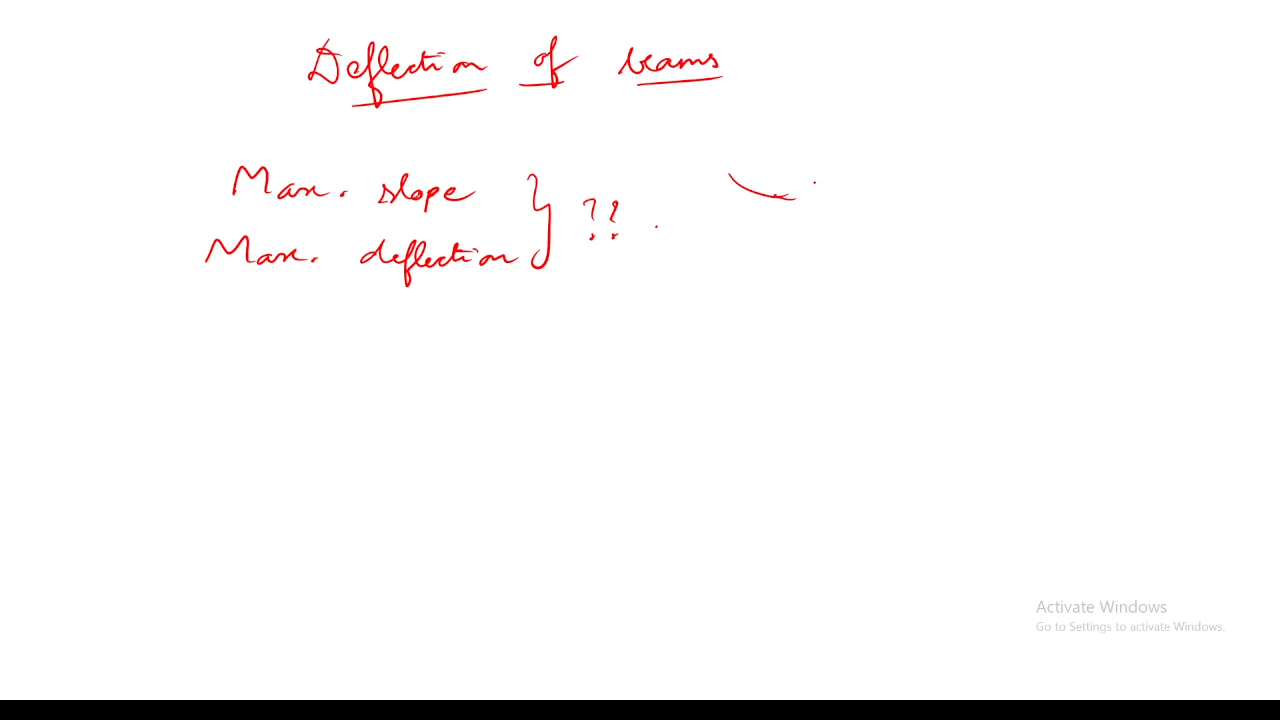 Deflection of beams
Max. slope
Max. deflection } ??
Activate Windows
Go to Settings to activate Windows.